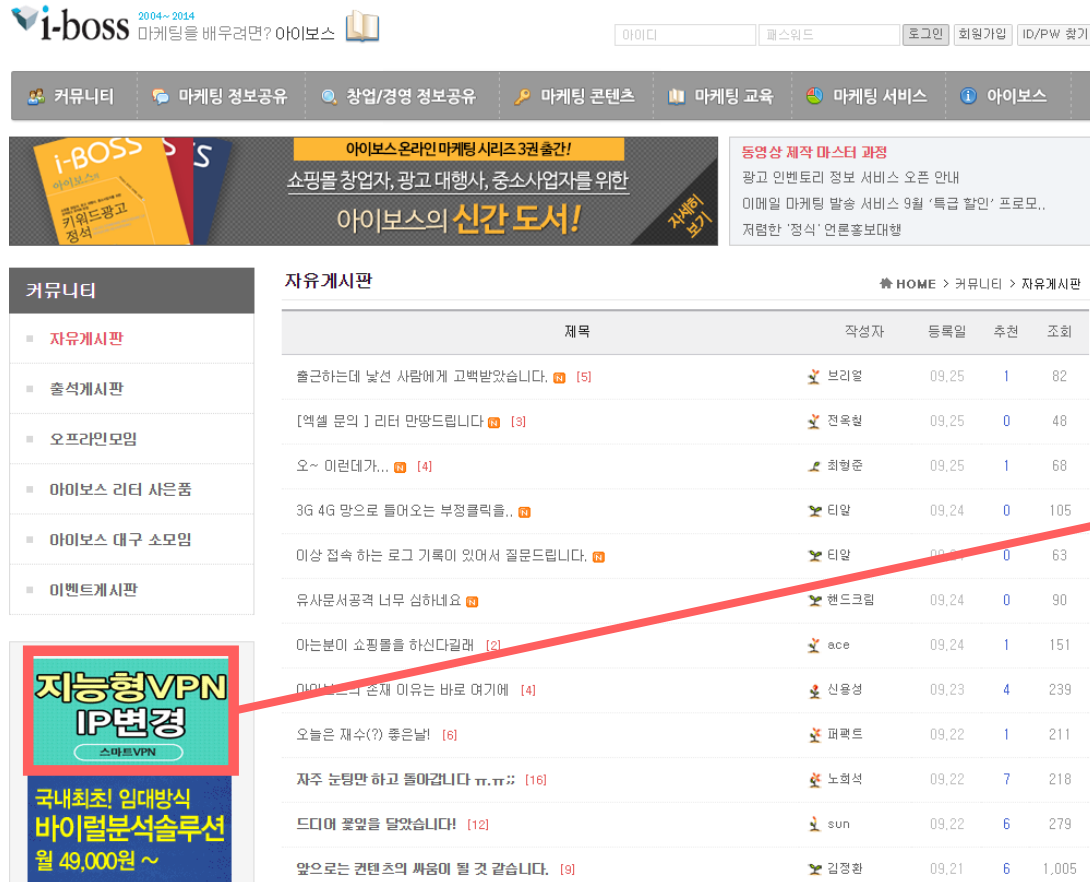 i-boss 2004~2014
마케팅을 배우려면? 아이보스
아이디 패스워드 로그인 회원가입 ID/PW 찾기
커뮤니티 마케팅 정보공유 창업/경영 정보공유 마케팅 콘텐츠 마케팅 교육 마케팅 서비스 아이보스
i-BOSS
아이보스의
키워드광고
정석
아이보스 온라인 마케팅 시리즈 3권 출간!
쇼핑몰 창업자, 광고 대행사, 중소사업자를 위한
아이보스의 신간 도서!
자세히
보기
동영상 제작 마스터 과정
광고 인벤토리 정보 서비스 오픈 안내
이메일 마케팅 발송 서비스 9월 ‘특급 할인’ 프로모..
저렴한 '정식' 언론홍보대행
커뮤니티
자유게시판
출석게시판
오프라인모임
아이보스 리터 사은품
아이보스 대구 소모임
이벤트게시판
지능형VPN
IP변경
스마트VPN
국내최초! 임대방식
바이럴분석솔루션
월 49,000원 ~
자유게시판
HOME > 커뮤니티 > 자유게시판
제목 작성자 등록일 추천 조회
출근하는데 낯선 사람에게 고백받았습니다. N [5] 브리얼 09.25 1 82
[엑셀 문의 ] 리터 만땅드립니다 N [3] 전옥철 09.25 0 48
오~ 이런데가... N [4] 최형준 09.25 1 68
3G 4G 망으로 들어오는 부정클릭을.. N 티알 09.24 0 105
이상 접속 하는 로그 기록이 있어서 질문드립니다. N 티알 0 63
유사문서공격 너무 심하네요 N 핸드크림 09.24 0 90
아는분이 쇼핑몰을 하신다길래 [2] ace 09.24 1 151
아이보스의 존재 이유는 바로 여기에 [4] 신용성 09.23 4 239
오늘은 재수(?) 좋은날! [6] 퍼팩트 09.22 1 211
자주 눈팅만 하고 돌아갑니다 ㅠ.ㅠ;; [16] 노희석 09.22 7 218
드디어 꽃잎을 달았습니다! [12] sun 09.22 6 279
앞으로는 컨텐츠의 싸움이 될 것 같습니다. [9] 김정환 09.21 6 1,005